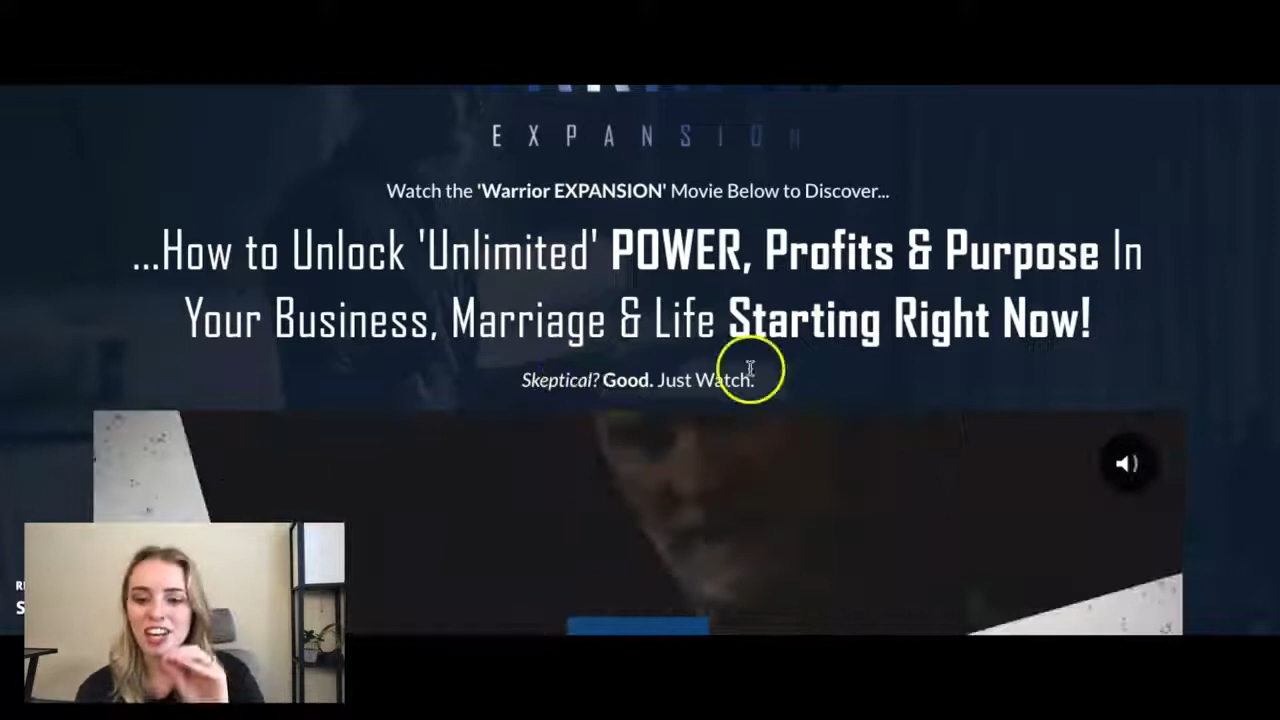 EXPANSION
Watch the 'Warrior EXPANSION' Movie Below to Discover...
...How to Unlock 'Unlimited' POWER, Profits & Purpose In
Your Business, Marriage & Life Starting Right Now!
Skeptical? Good. Just Watch.